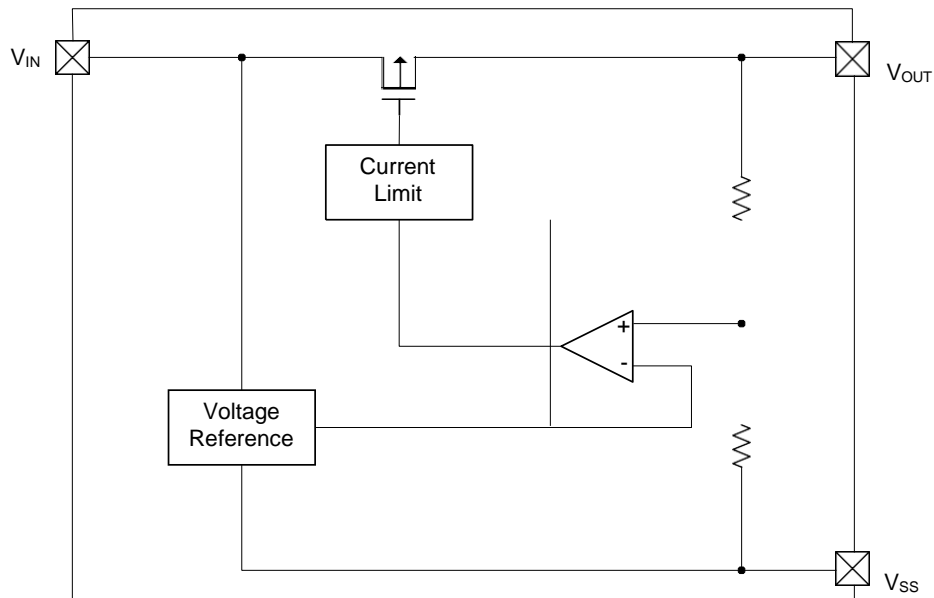 VIN
VOUT
Current
Limit
+
-
Voltage
Reference
VSS